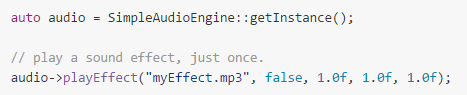 auto audio = SimpleAudioEngine::getInstance();
// play a sound effect, just once.
audio->playEffect("myEffect.mp3", false, 1.0f, 1.0f, 1.0f);